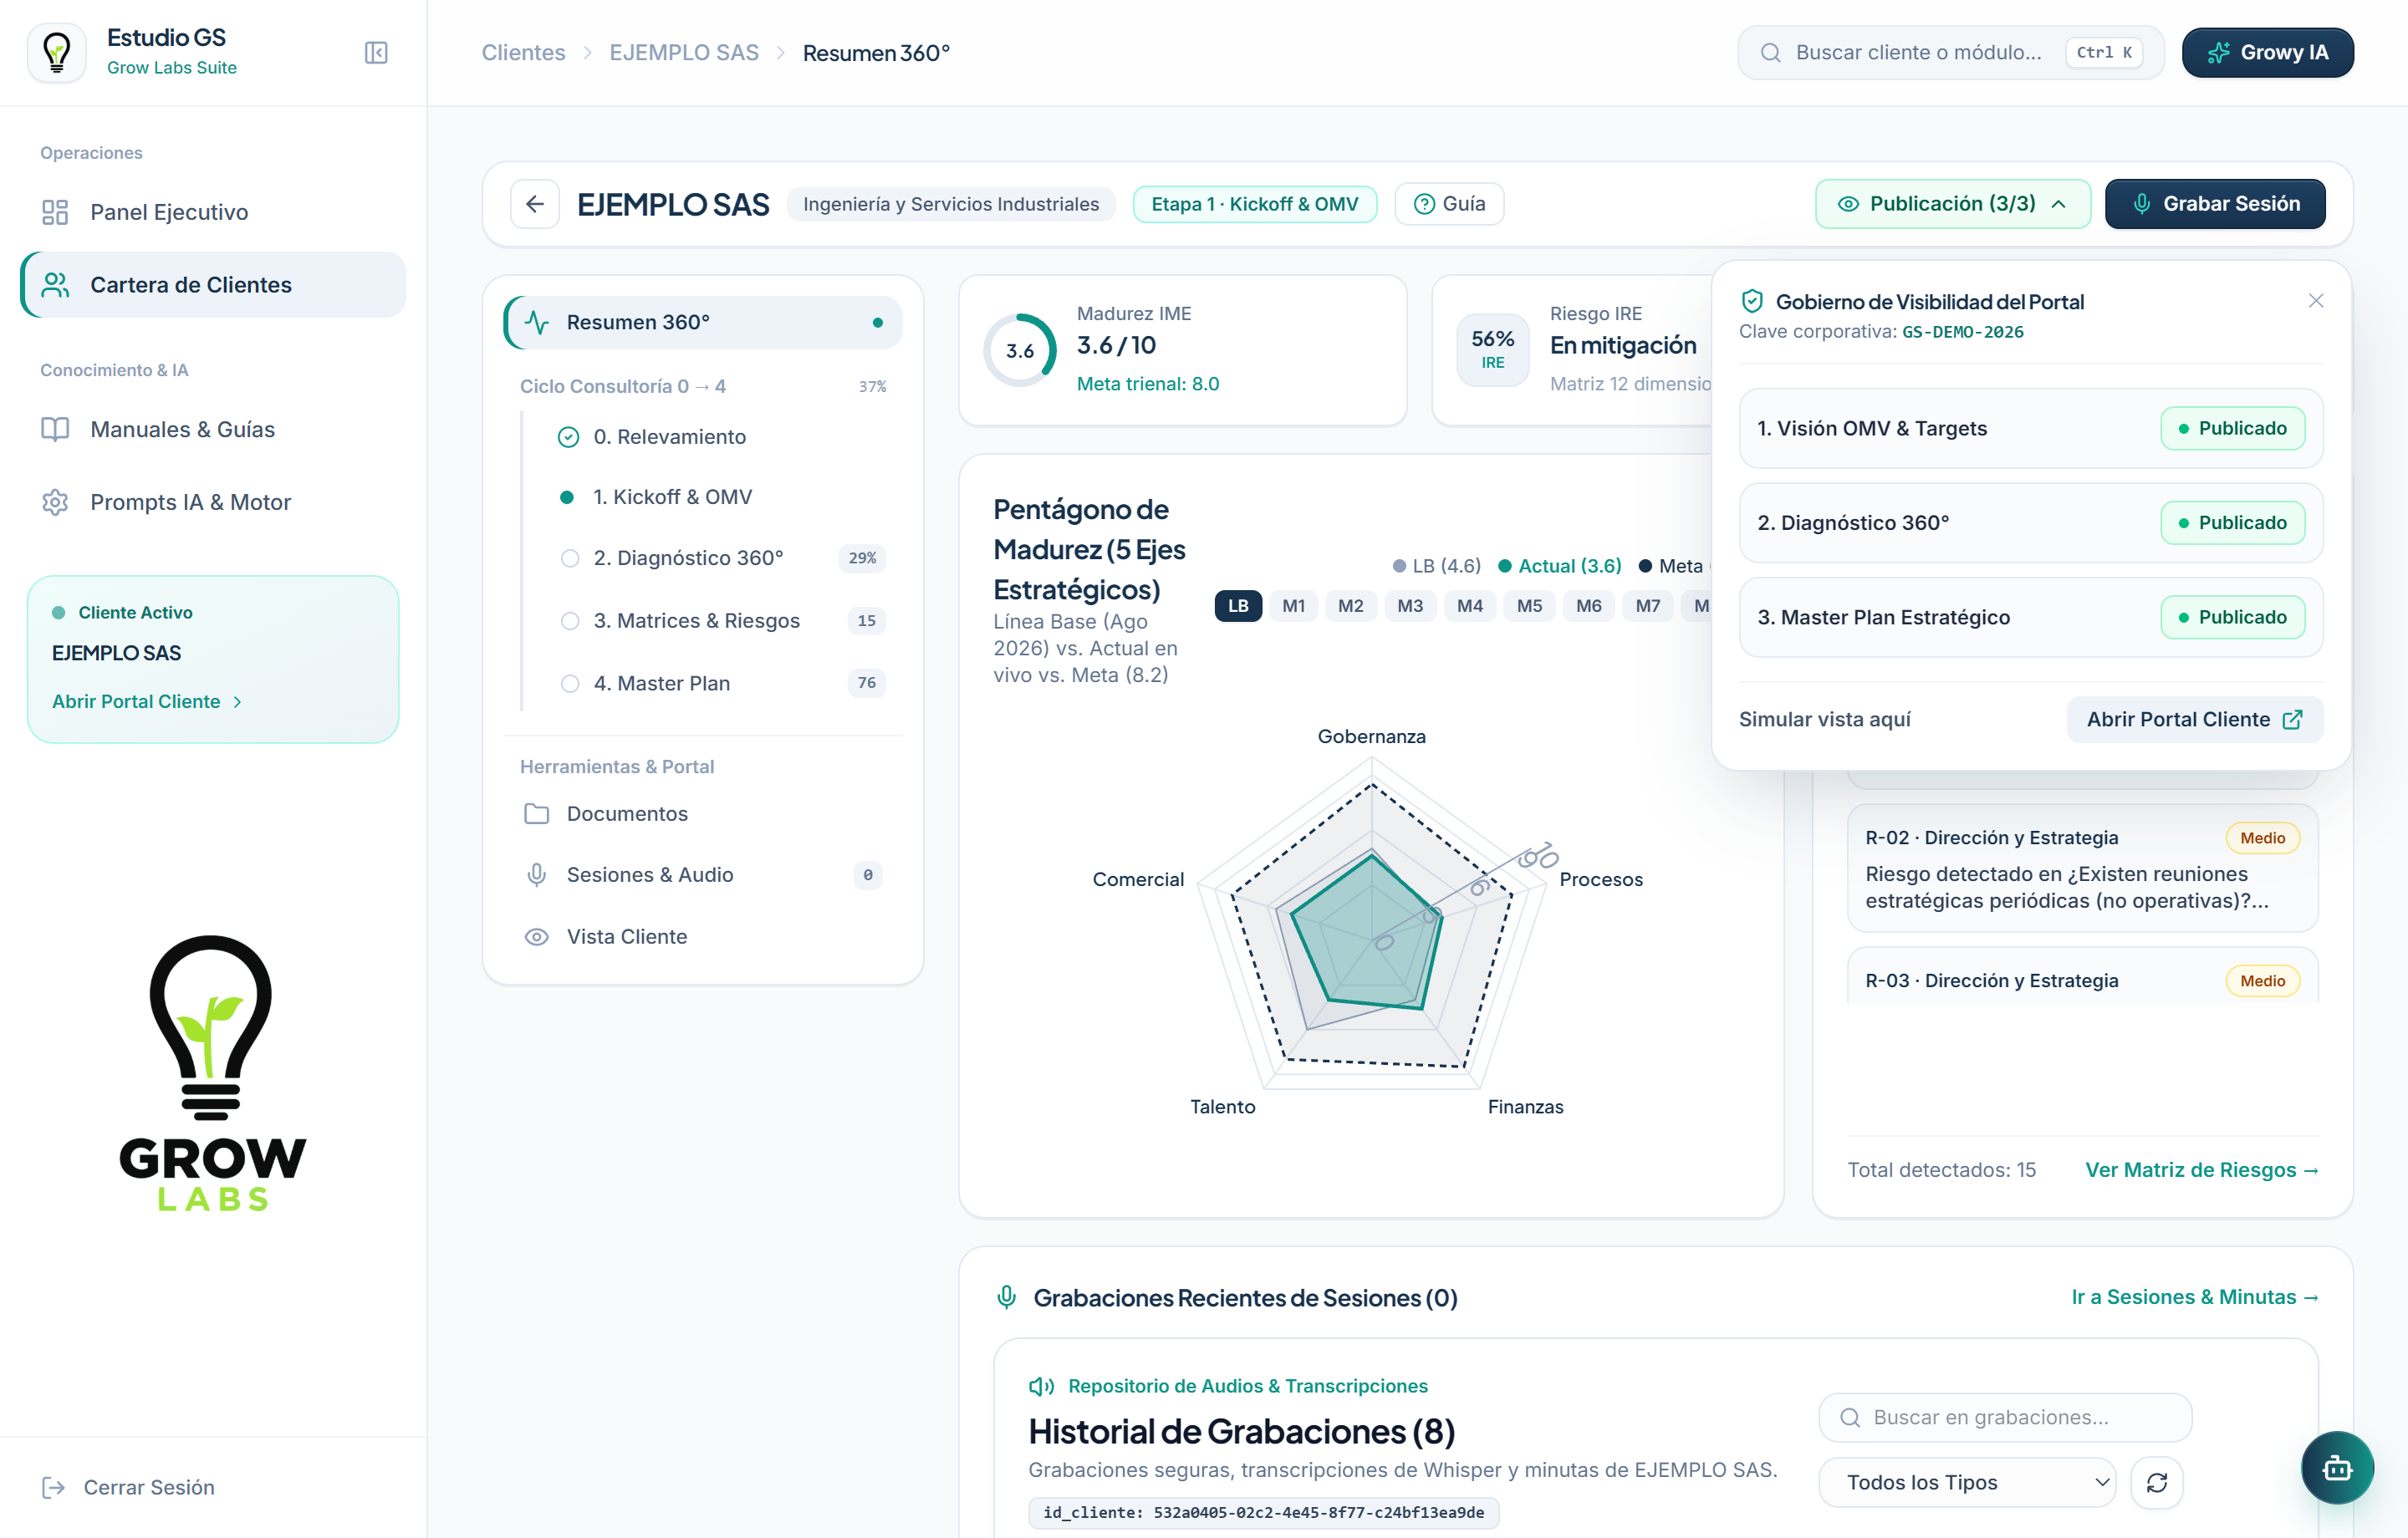 Estudio GS
Grow Labs Suite
Operaciones
Panel Ejecutivo
Cartera de Clientes
Conocimiento & IA
Manuales & Guías
Prompts IA & Motor
Cliente Activo
EJEMPLO SAS
Abrir Portal Cliente
GROW
LABS
Cerrar Sesión
Clientes > EJEMPLO SAS > Resumen 360°
Buscar cliente o módulo... Ctrl K
Growy IA
EJEMPLO SAS
Ingeniería y Servicios Industriales
Etapa 1 · Kickoff & OMV
Guía
Publicación (3/3)
Grabar Sesión
Resumen 360°
Ciclo Consultoría 0 → 4 37%
0. Relevamiento
1. Kickoff & OMV
2. Diagnóstico 360° 29%
3. Matrices & Riesgos 15
4. Master Plan 76
Herramientas & Portal
Documentos
Sesiones & Audio 0
Vista Cliente
3.6
Madurez IME
3.6 / 10
Meta trienal: 8.0
56%
IRE
Riesgo IRE
En mitigación
Matriz 12 dimensio
Gobierno de Visibilidad del Portal
Clave corporativa: GS-DEMO-2026
1. Visión OMV & Targets Publicado
2. Diagnóstico 360° Publicado
3. Master Plan Estratégico Publicado
Simular vista aquí
Abrir Portal Cliente
Pentágono de
Madurez (5 Ejes
Estratégicos)
Línea Base (Ago
2026) vs. Actual en
vivo vs. Meta (8.2)
LB (4.6) Actual (3.6) Meta
LB M1 M2 M3 M4 M5 M6 M7 M
Gobernanza
Procesos
Finanzas
Talento
Comercial
0
3
6
9
10
R-02 · Dirección y Estrategia Medio
Riesgo detectado en ¿Existen reuniones
estratégicas periódicas (no operativas)?...
R-03 · Dirección y Estrategia Medio
Total detectados: 15 Ver Matriz de Riesgos →
Grabaciones Recientes de Sesiones (0)
Ir a Sesiones & Minutas →
Repositorio de Audios & Transcripciones
Historial de Grabaciones (8)
Grabaciones seguras, transcripciones de Whisper y minutas de EJEMPLO SAS.
id_cliente: 532a0405-02c2-4e45-8f77-c24bf13ea9de
Buscar en grabaciones...
Todos los Tipos